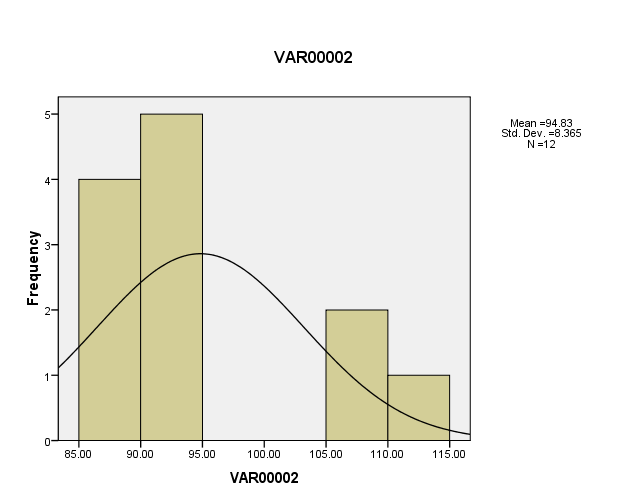 VAR00002
Mean =94.83
Std. Dev. =8.365
N =12
Frequency
5
4
3
2
1
0
85.00 90.00 95.00 100.00 105.00 110.00 115.00
VAR00002